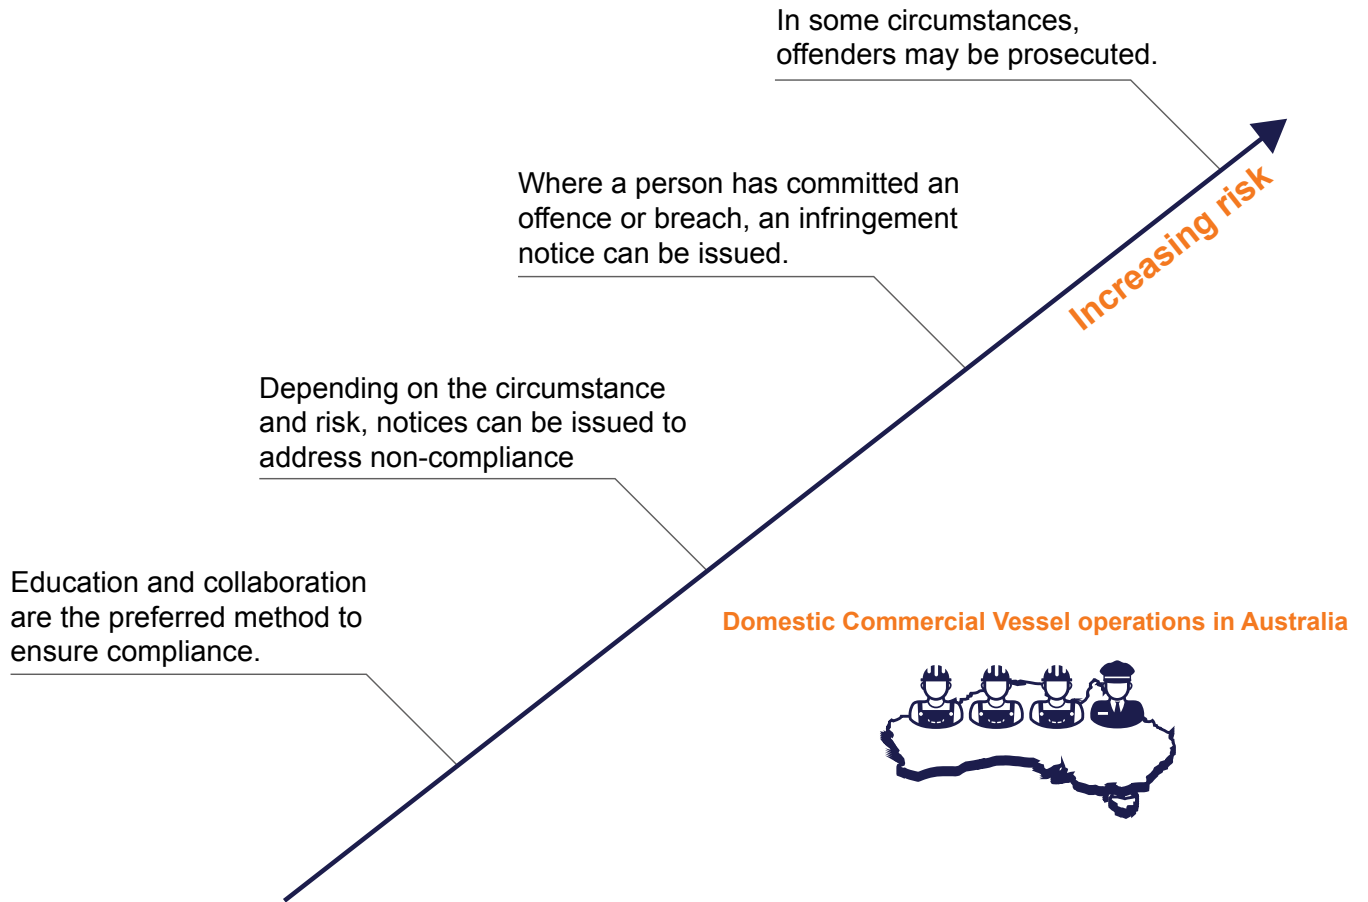 In some circumstances,
offenders may be prosecuted.
Where a person has committed an
offence or breach, an infringement
notice can be issued.
Increasing risk
Depending on the circumstance
and risk, notices can be issued to
address non-compliance
Education and collaboration
are the preferred method to
ensure compliance.
Domestic Commercial Vessel operations in Australia